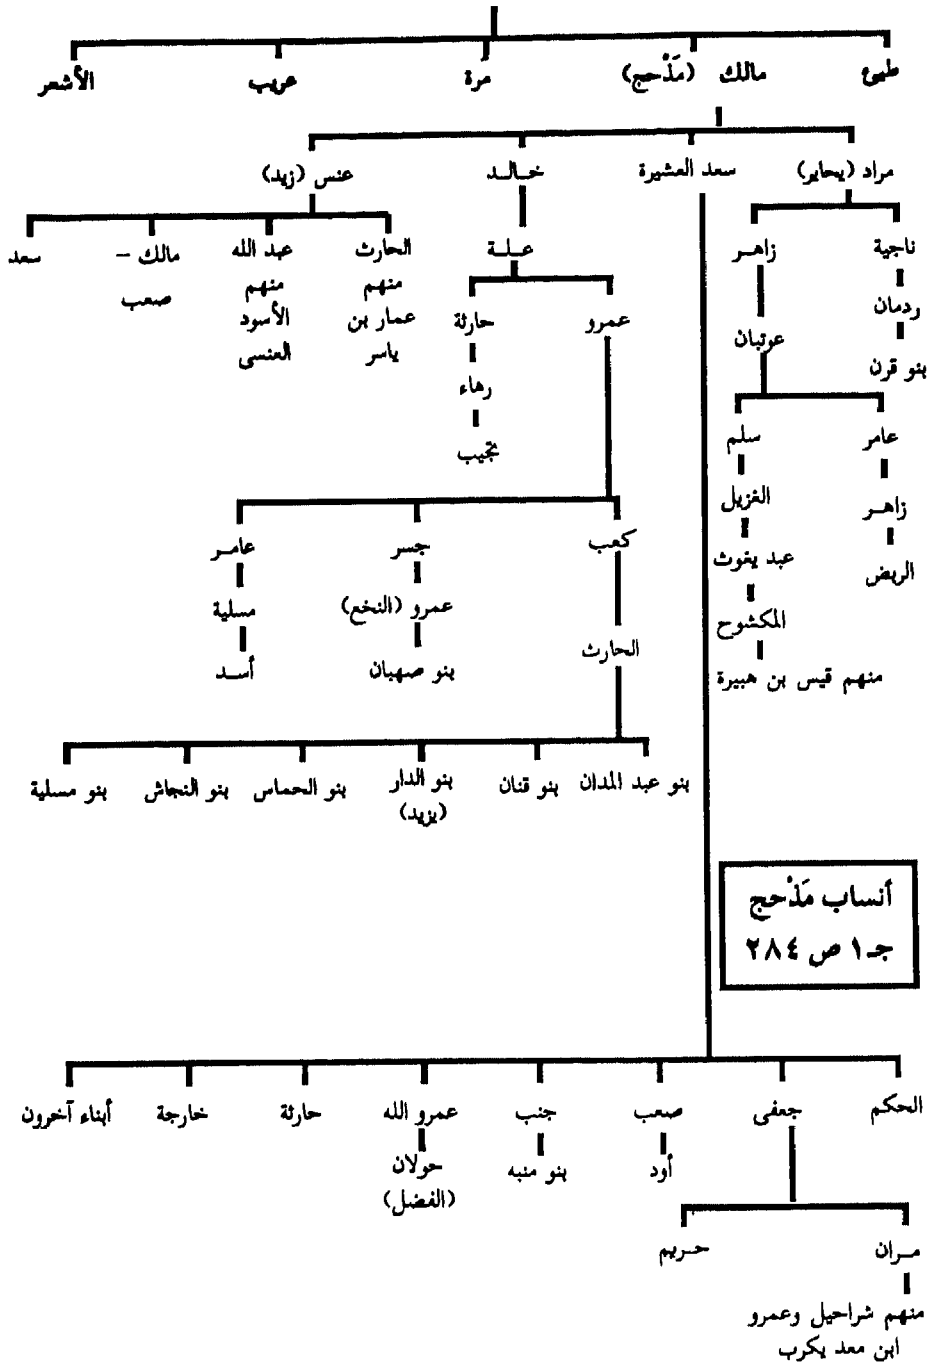 طيئ مالك (مَذْحج) مرة عريب الأشعر
مراد (يحابر) سعد العشيرة خالد عنس (زيد)
ناجية زاهر علة الحارث عبد الله مالك – سعد
منهم منهم صعب
ردمان عمرو حارثة عمار بن الأسود
عوتبان ياسر العنسى
بنو قرن رهاء
عامر سلم تجيب
زاهر الغزيل
كعب جسر عامر
الربض عبد يغوث
المكشوح عمرو (النخع) مسلية
الحارث
منهم قيس بن هبيرة بنو صهبان أسد
بنو عبد المدان بنو قنان بنو الدار بنو الحماس بنو النجاش بنو مسلية
(يزيد)
أنساب مَذْحج
جـ ١ ص ٢٨٤
الحكم جعفى صعب جنب عمرو الله حارثة خارجة أبناء آخرون
أود بنو منبه حولان
(الفضل)
مران حريم
منهم شراحيل وعمرو
ابن معد يكرب